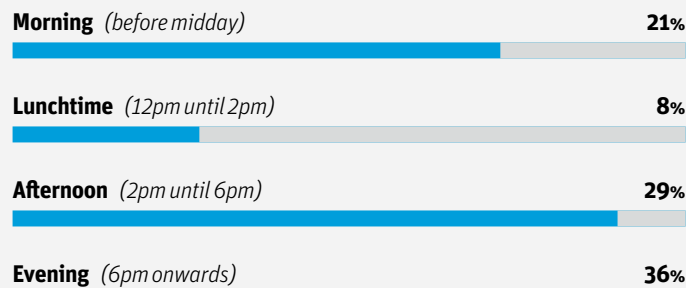 Morning (before midday) 21%
Lunchtime (12pm until 2pm) 8%
Afternoon (2pm until 6pm) 29%
Evening (6pm onwards) 36%